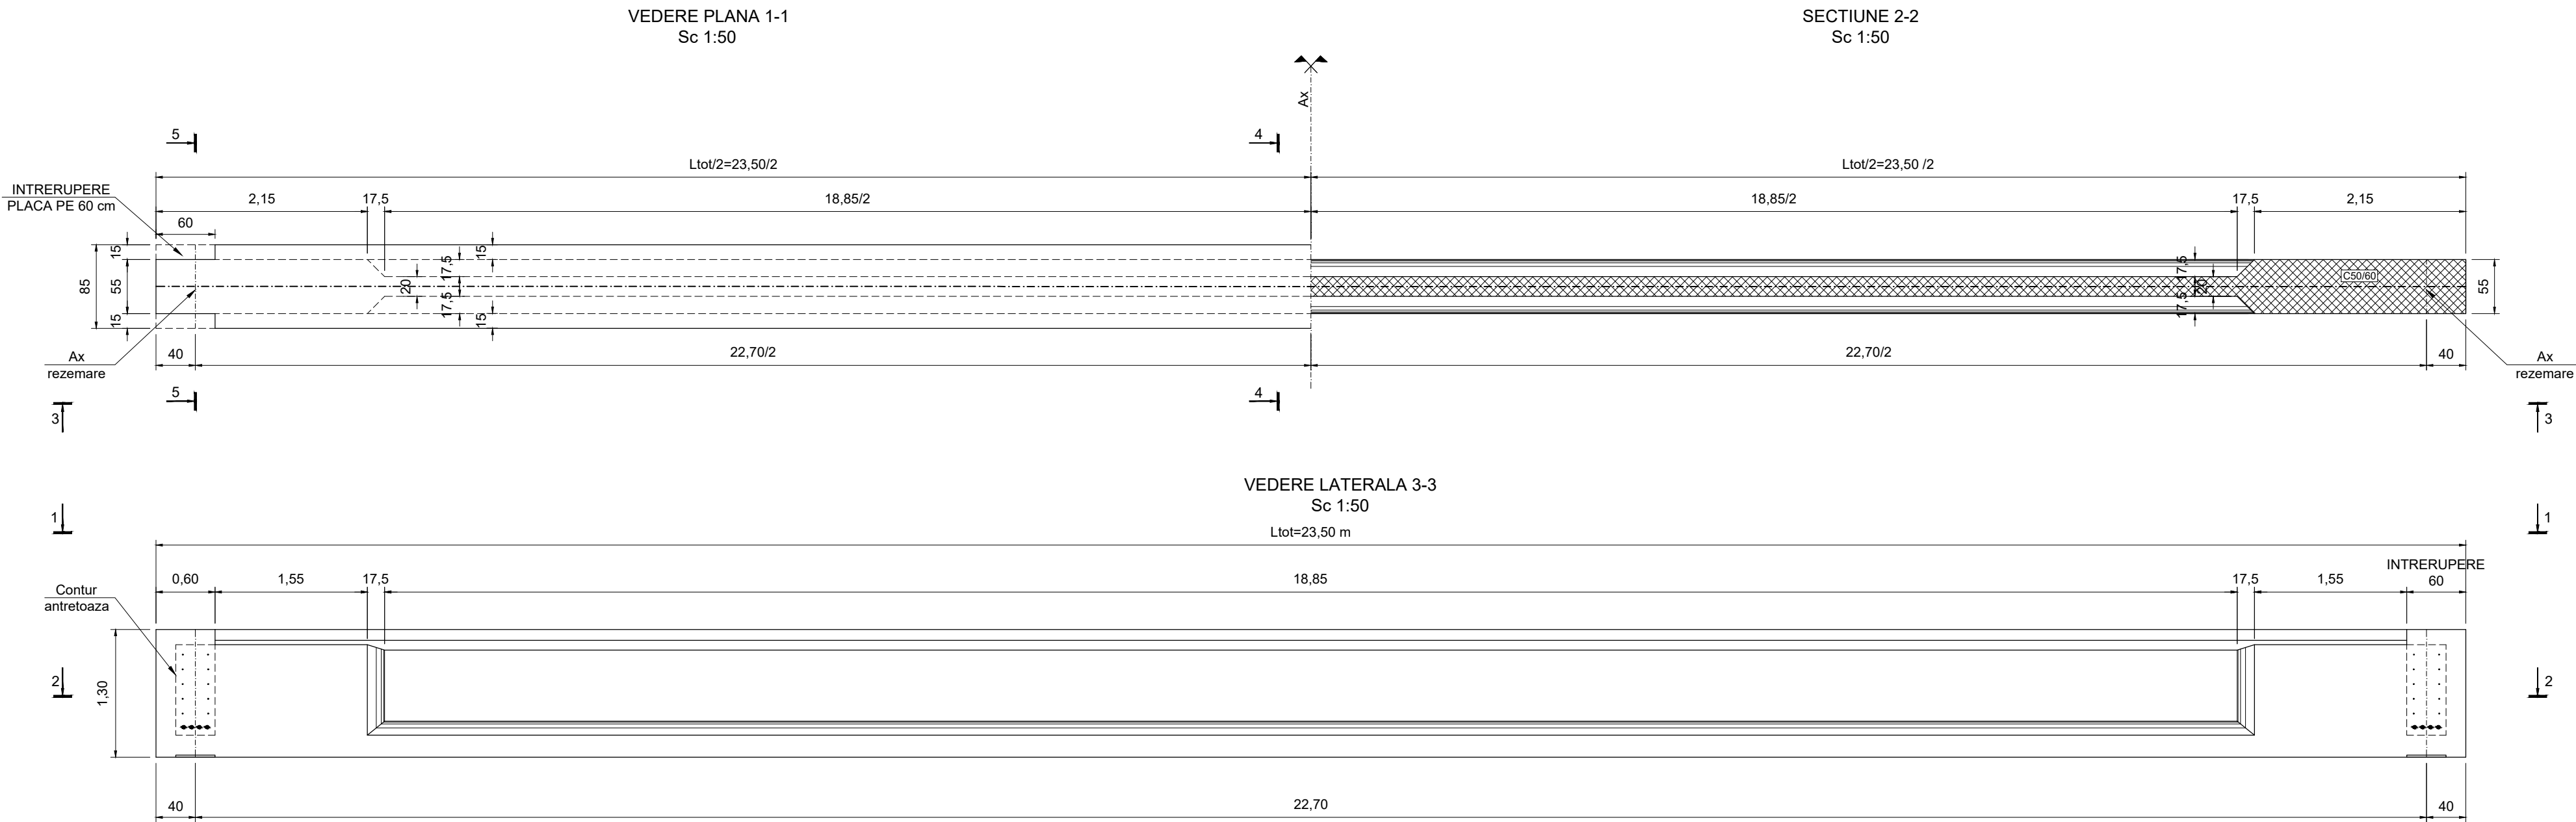 VEDERE PLANA 1-1
Sc 1:50
SECTIUNE 2-2
Sc 1:50
Ax
5
4
Ltot/2=23,50/2
Ltot/2=23,50 /2
INTRERUPERE
PLACA PE 60 cm
2,15
17,5
18,85/2
18,85/2
17,5
2,15
60
15
15
17,5
17,5
85
55
20
20
C50/60
55
15
17,5
15
17,5
Ax
rezemare
40
22,70/2
22,70/2
40
Ax
rezemare
5
4
3
3
VEDERE LATERALA 3-3
Sc 1:50
1
1
Ltot=23,50 m
Contur
antretoaza
0,60
1,55
17,5
18,85
17,5
1,55
INTRERUPERE
60
2
1,30
2
40
22,70
40